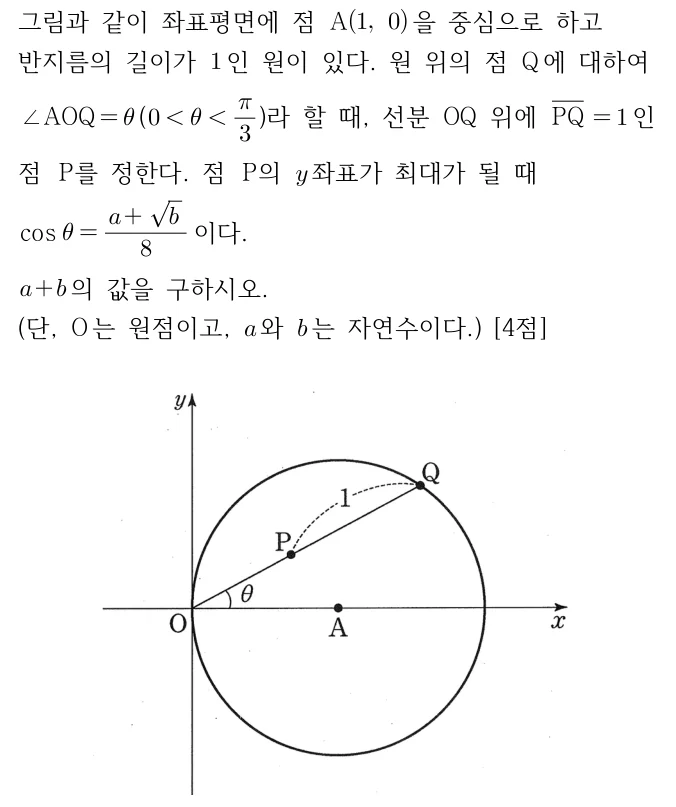 그림과 같이 좌표평면에 점 A(1, 0)을 중심으로 하고
반지름의 길이가 1인 원이 있다. 원 위의 점 Q에 대하여
∠AOQ=θ(0<θ<π/3)라 할 때, 선분 OQ 위에 P̅Q̅=1인
점 P를 정한다. 점 P의 y좌표가 최대가 될 때
cosθ=(a+√b)/8 이다.
a+b의 값을 구하시오.
(단, O는 원점이고, a와 b는 자연수이다.) [4점]
y
Q
1
P
θ
O
A
x